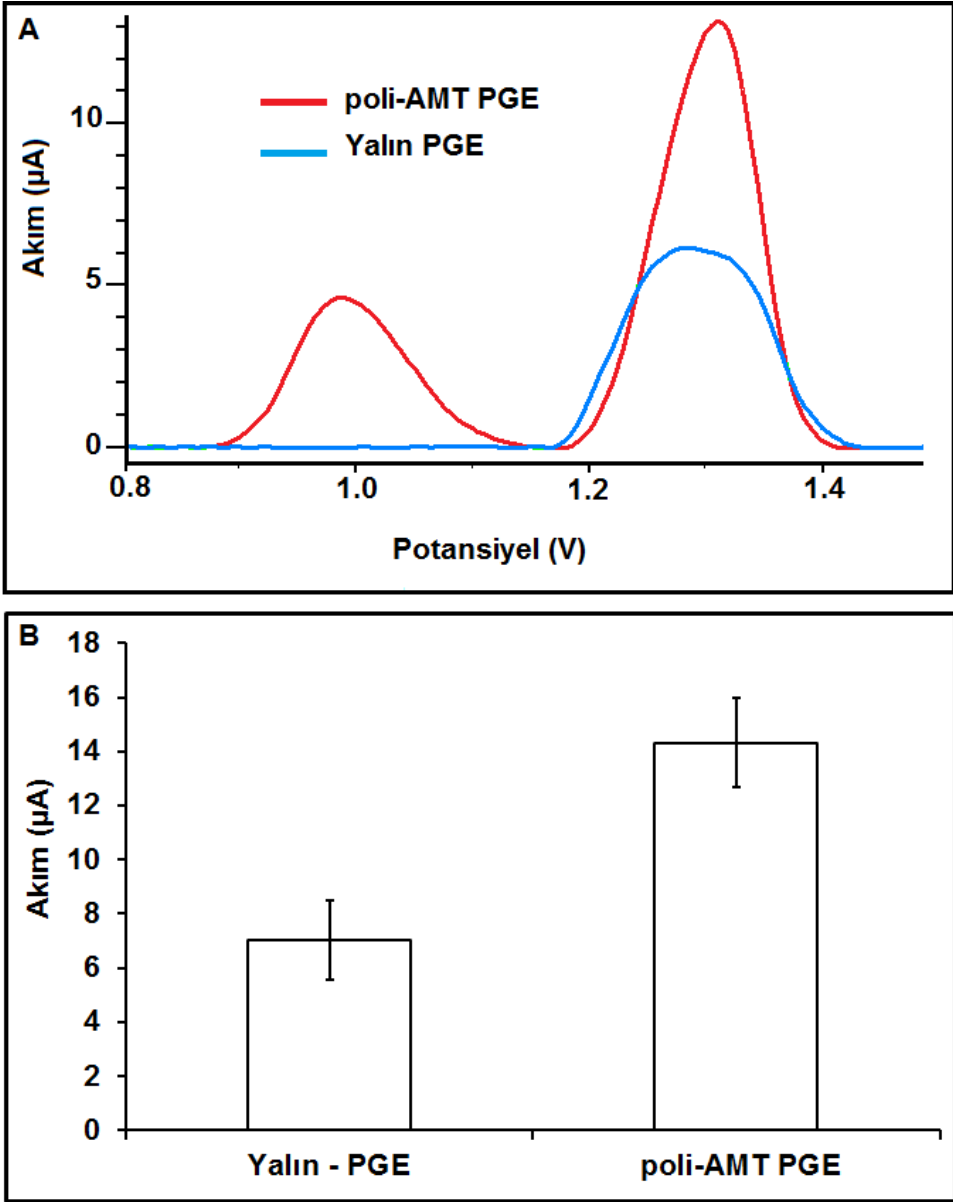 A
poli-AMT PGE
Yalın PGE
10
5
0
Akım (µA)
0.8 1.0 1.2 1.4
Potansiyel (V)
B
18
16
14
12
10
8
6
4
2
0
Akım (µA)
Yalın - PGE poli-AMT PGE